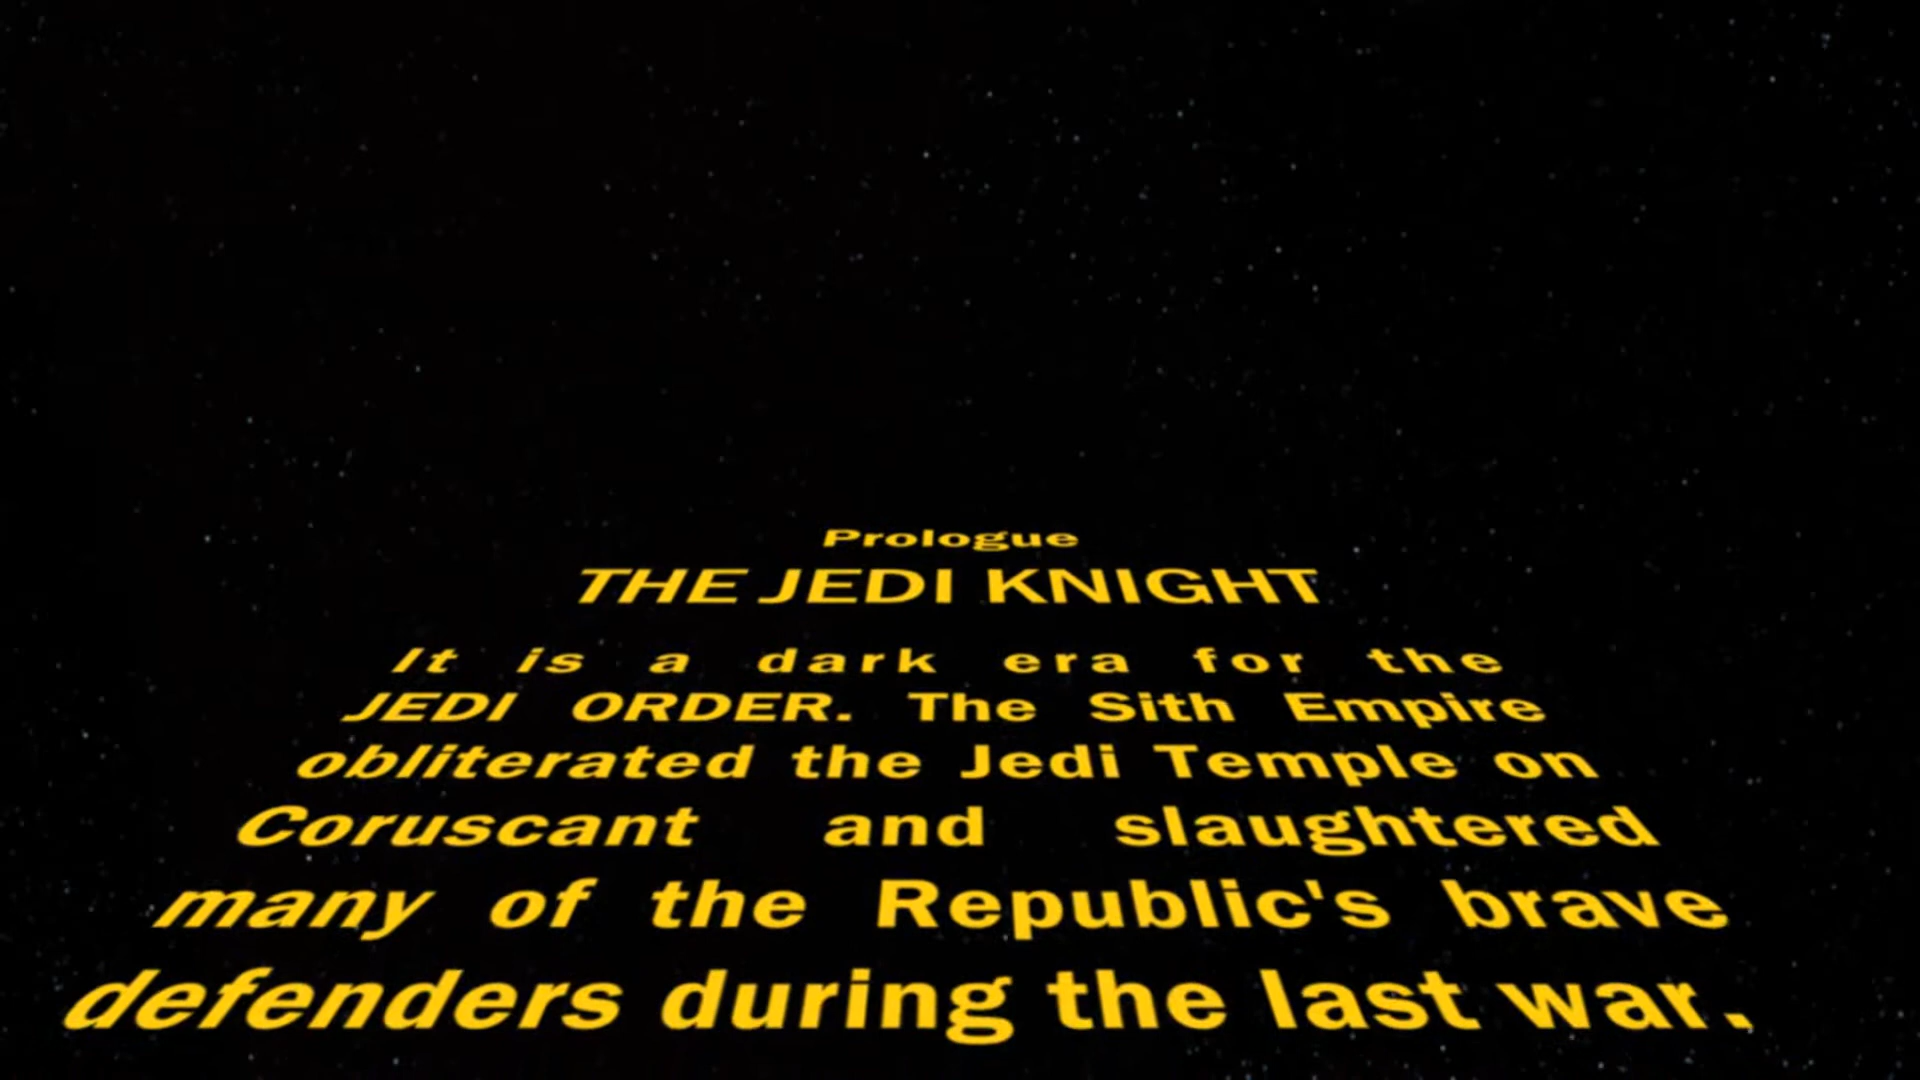 Prologue
THE JEDI KNIGHT
It is a dark era for the
JEDI ORDER. The Sith Empire
obliterated the Jedi Temple on
Coruscant and slaughtered
many of the Republic's brave
defenders during the last war.